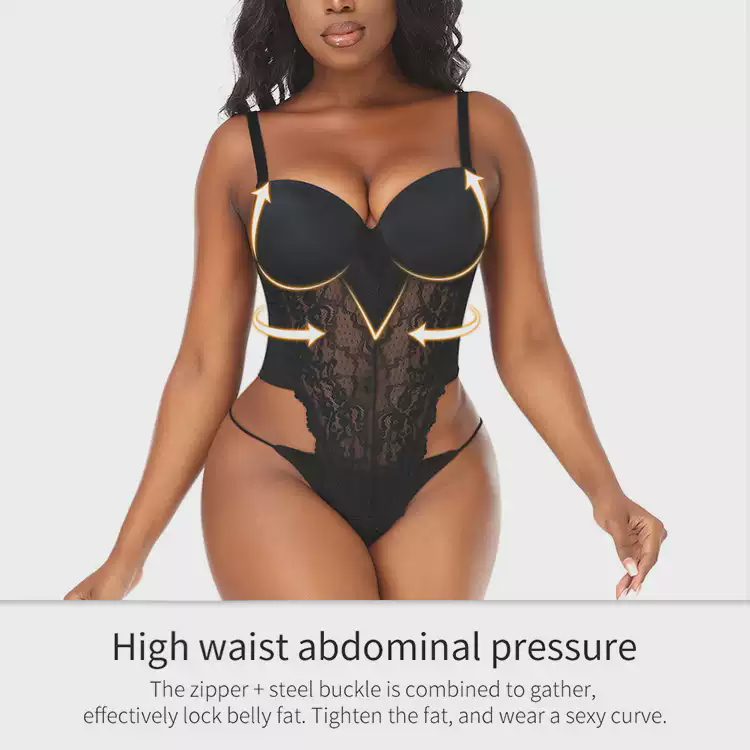 High waist abdominal pressure
The zipper + steel buckle is combined to gather,
effectively lock belly fat. Tighten the fat, and wear a sexy curve.